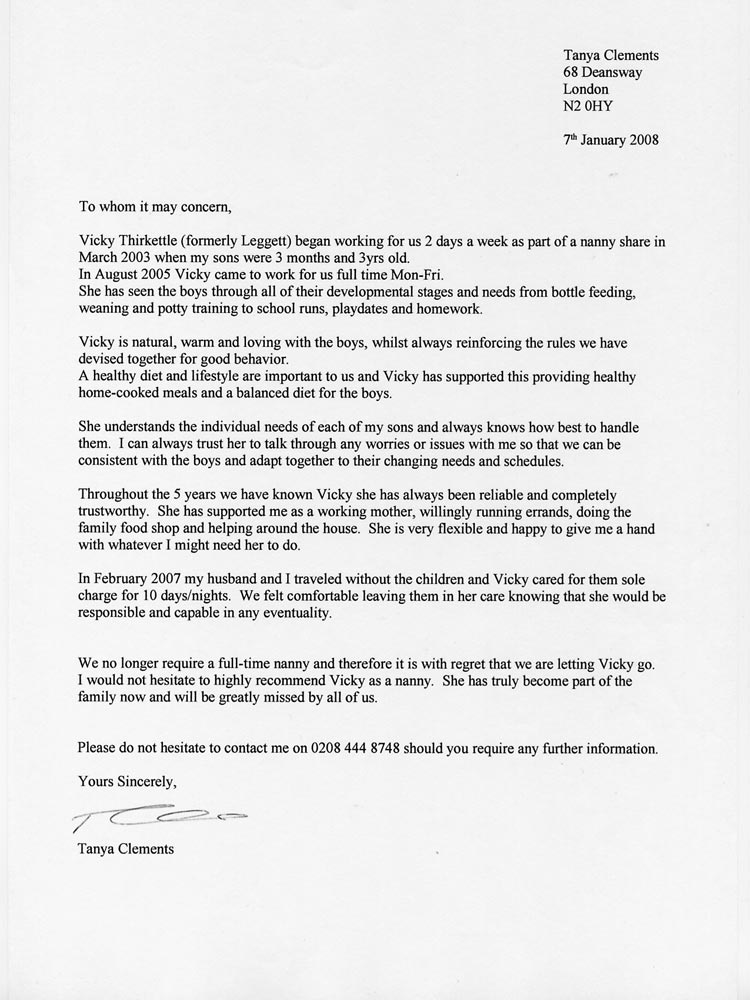 Tanya Clements
68 Deansway
London
N2 0HY
7th January 2008
To whom it may concern,
Vicky Thirkettle (formerly Leggett) began working for us 2 days a week as part of a nanny share in
March 2003 when my sons were 3 months and 3yrs old.
In August 2005 Vicky came to work for us full time Mon-Fri.
She has seen the boys through all of their developmental stages and needs from bottle feeding,
weaning and potty training to school runs, playdates and homework.
Vicky is natural, warm and loving with the boys, whilst always reinforcing the rules we have
devised together for good behavior.
A healthy diet and lifestyle are important to us and Vicky has supported this providing healthy
home-cooked meals and a balanced diet for the boys.
She understands the individual needs of each of my sons and always knows how best to handle
them.  I can always trust her to talk through any worries or issues with me so that we can be
consistent with the boys and adapt together to their changing needs and schedules.
Throughout the 5 years we have known Vicky she has always been reliable and completely
trustworthy.  She has supported me as a working mother, willingly running errands, doing the
family food shop and helping around the house.  She is very flexible and happy to give me a hand
with whatever I might need her to do.
In February 2007 my husband and I traveled without the children and Vicky cared for them sole
charge for 10 days/nights.  We felt comfortable leaving them in her care knowing that she would be
responsible and capable in any eventuality.
We no longer require a full-time nanny and therefore it is with regret that we are letting Vicky go.
I would not hesitate to highly recommend Vicky as a nanny.  She has truly become part of the
family now and will be greatly missed by all of us.
Please do not hesitate to contact me on 0208 444 8748 should you require any further information.
Yours Sincerely,
Tanya Clements